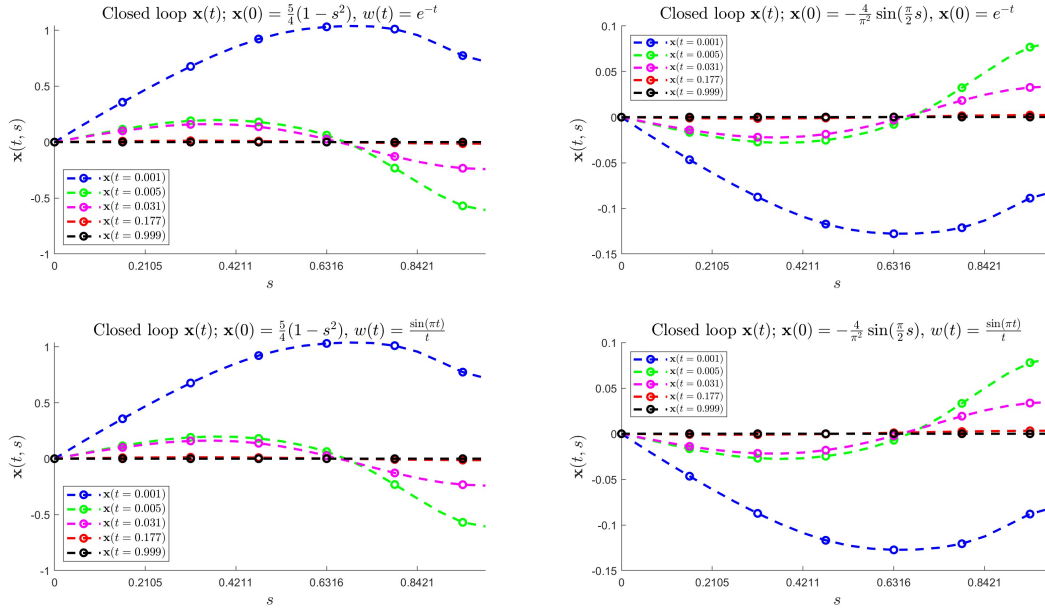 Closed loop x(t); x(0) = 5/4(1 − s²), w(t) = e^{-t}
1
0.5
0
-0.5
-1
x(t, s)
x(t = 0.001)
x(t = 0.005)
x(t = 0.031)
x(t = 0.177)
x(t = 0.999)
0 0.2105 0.4211 0.6316 0.8421
s
Closed loop x(t); x(0) = −4/π² sin(π/2 s), x(0) = e^{-t}
0.1
0.05
0
-0.05
-0.1
-0.15
x(t, s)
x(t = 0.001)
x(t = 0.005)
x(t = 0.031)
x(t = 0.177)
x(t = 0.999)
0 0.2105 0.4211 0.6316 0.8421
s
Closed loop x(t); x(0) = 5/4(1 − s²), w(t) = sin(πt)/t
1
0.5
0
-0.5
-1
x(t, s)
x(t = 0.001)
x(t = 0.005)
x(t = 0.031)
x(t = 0.177)
x(t = 0.999)
0 0.2105 0.4211 0.6316 0.8421
s
Closed loop x(t); x(0) = −4/π² sin(π/2 s), w(t) = sin(πt)/t
0.1
0.05
0
-0.05
-0.1
-0.15
x(t, s)
x(t = 0.001)
x(t = 0.005)
x(t = 0.031)
x(t = 0.177)
x(t = 0.999)
0 0.2105 0.4211 0.6316 0.8421
s